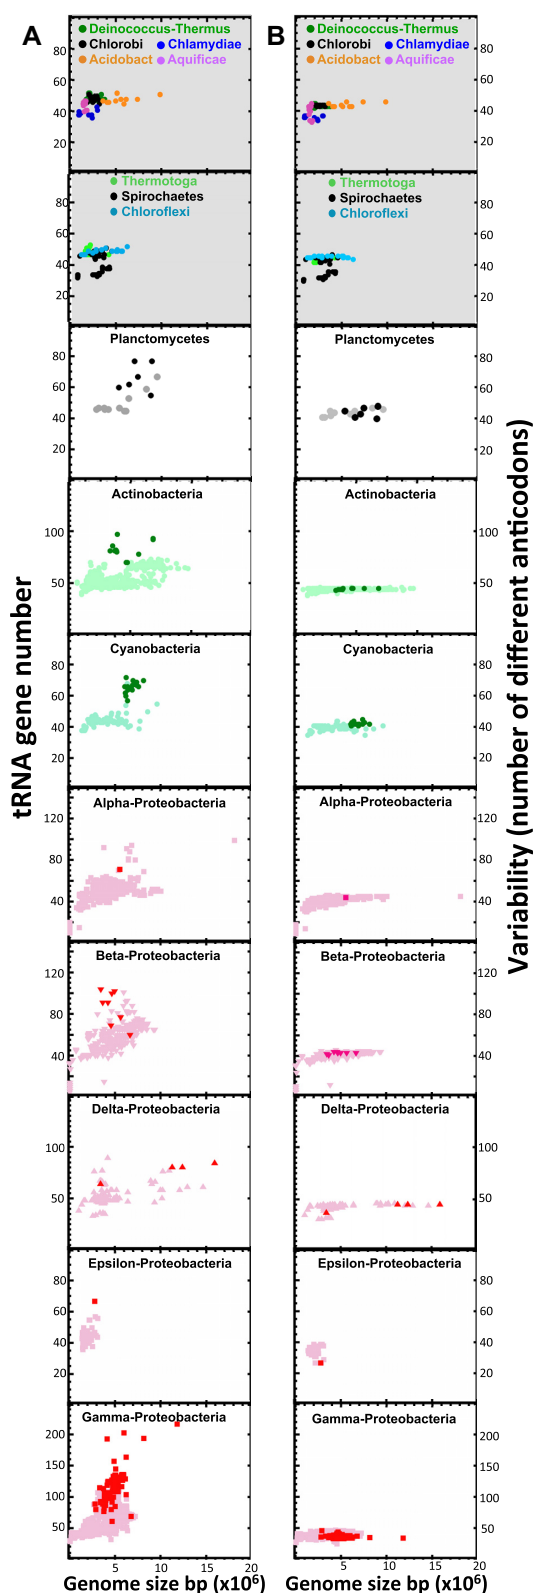 A
B
Deinococcus-Thermus
Chlorobi
Chlamydiae
Acidobact
Aquificae
80
60
40
20
Deinococcus-Thermus
Chlorobi
Chlamydiae
Acidobact
Aquificae
80
60
40
20
Thermotoga
Spirochaetes
Chloroflexi
80
60
40
20
Thermotoga
Spirochaetes
Chloroflexi
80
60
40
20
Planctomycetes
80
60
40
20
Planctomycetes
80
60
40
20
Actinobacteria
100
50
Actinobacteria
100
50
Cyanobacteria
80
60
40
20
Cyanobacteria
80
60
40
20
Alpha-Proteobacteria
120
80
40
Alpha-Proteobacteria
120
80
40
Beta-Proteobacteria
120
80
40
Beta-Proteobacteria
120
80
40
Delta-Proteobacteria
100
50
Delta-Proteobacteria
100
50
Epsilon-Proteobacteria
80
60
40
20
Epsilon-Proteobacteria
80
60
40
20
Gamma-Proteobacteria
200
150
100
50
Gamma-Proteobacteria
200
150
100
50
5 10 15 20
5 10 15 20
Genome size bp (x10⁶)
Genome size bp (x10⁶)
tRNA gene number
Variability (number of different anticodons)